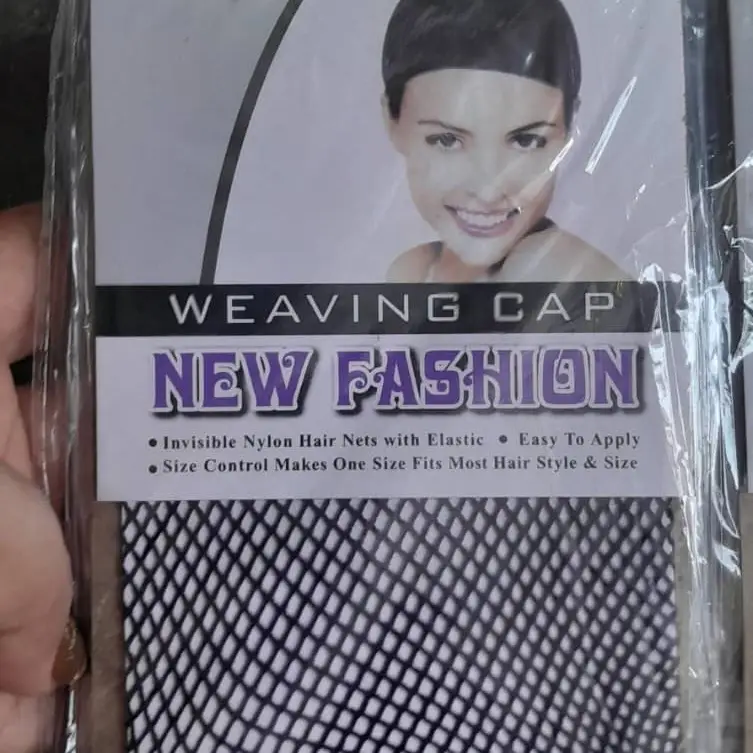 WEAVING CAP
NEW FASHION
• Invisible Nylon Hair Nets with Elastic • Easy To Apply
• Size Control Makes One Size Fits Most Hair Style & Size